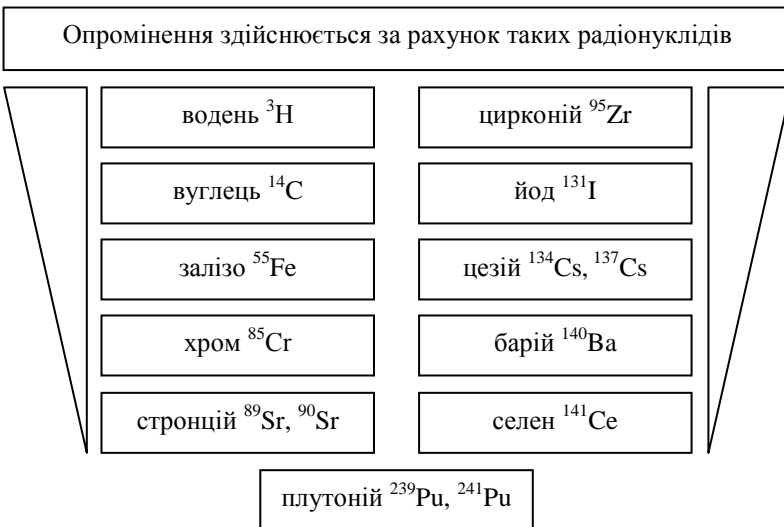 Опромінення здійснюється за рахунок таких радіонуклідів
водень ³H
цирконій ⁹⁵Zr
вуглець ¹⁴C
йод ¹³¹I
залізо ⁵⁵Fe
цезій ¹³⁴Cs, ¹³⁷Cs
хром ⁸⁵Cr
барій ¹⁴⁰Ba
стронцій ⁸⁹Sr, ⁹⁰Sr
селен ¹⁴¹Ce
плутоній ²³⁹Pu, ²⁴¹Pu